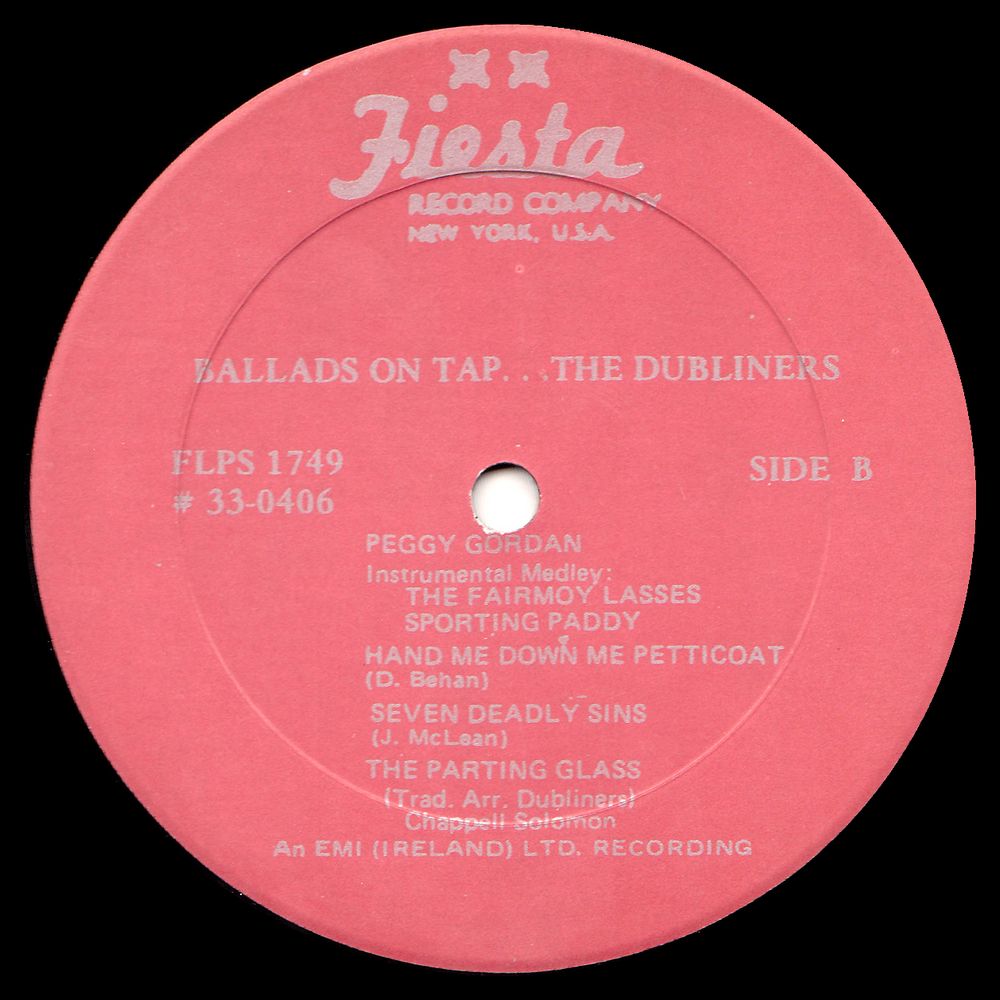 Fiesta
RECORD COMPANY
NEW YORK, U.S.A.
BALLADS ON TAP. . .THE DUBLINERS
FLPS 1749
# 33-0406
SIDE B
PEGGY GORDAN
Instrumental Medley:
THE FAIRMOY LASSES
SPORTING PADDY
HAND ME DOWN ME PETTICOAT
(D. Behan)
SEVEN DEADLY SINS
(J. McLean)
THE PARTING GLASS
(Trad. Arr. Dubliners)
Chappell Solomon
An EMI (IRELAND) LTD. RECORDING